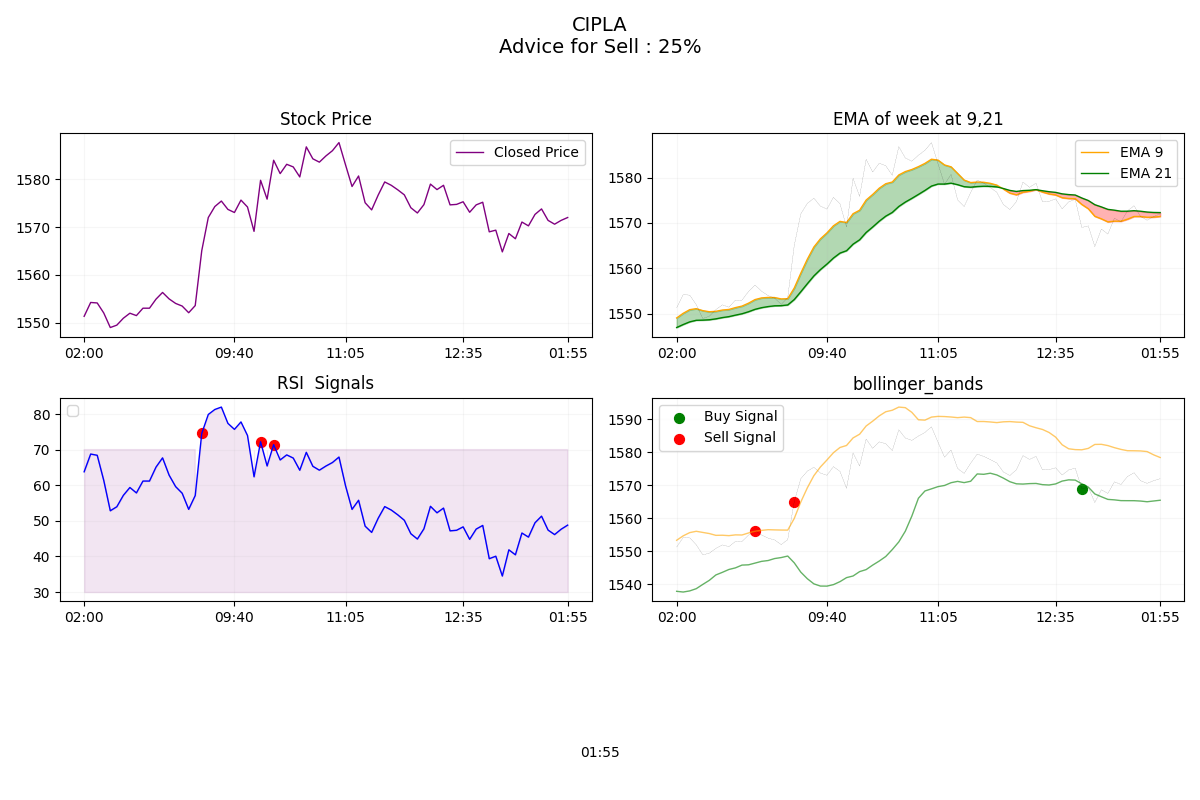 CIPLA
Advice for Sell : 25%
Stock Price
Closed Price
1580
1570
1560
1550
02:00 09:40 11:05 12:35 01:55
EMA of week at 9,21
EMA 9
EMA 21
1580
1570
1560
1550
02:00 09:40 11:05 12:35 01:55
RSI  Signals
80
70
60
50
40
30
02:00 09:40 11:05 12:35 01:55
bollinger_bands
Buy Signal
Sell Signal
1590
1580
1570
1560
1550
1540
02:00 09:40 11:05 12:35 01:55
01:55